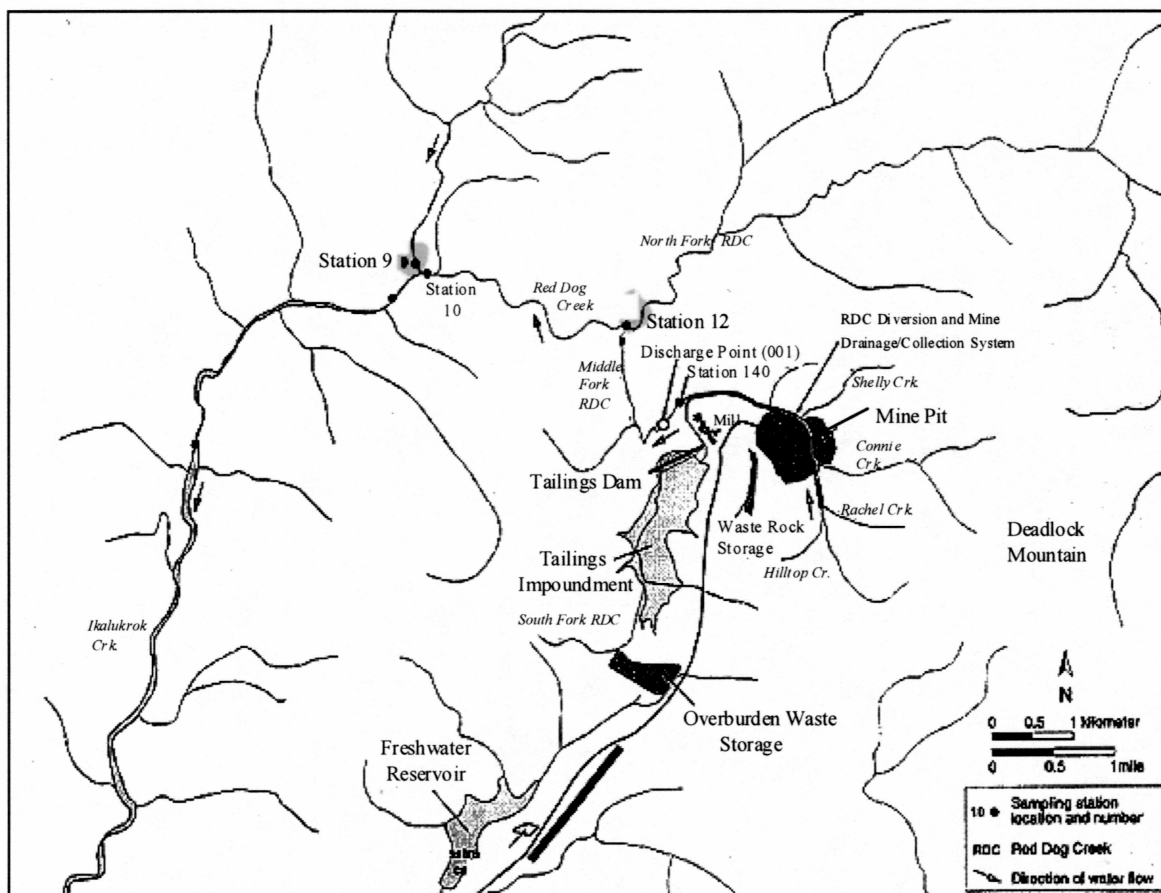 North Fork RDC
Station 9
Station
10
Red Dog
Creek
Station 12
RDC Diversion and Mine
Drainage/Collection System
Discharge Point (001)
Station 140
Middle
Fork
RDC
Shelly Crk.
Mill
Mine Pit
Connie
Crk.
Tailings Dam
Rachel Crk.
Waste Rock
Storage
Deadlock
Mountain
Tailings
Impoundment
Hilltop Cr.
South Fork RDC
Ikalukrok
Crk.
N
Overburden Waste
Storage
0 0.5 1 Kilometer
0 0.5 1 mile
Freshwater
Reservoir
10 Sampling station
location and number
RDC Red Dog Creek
Direction of water flow